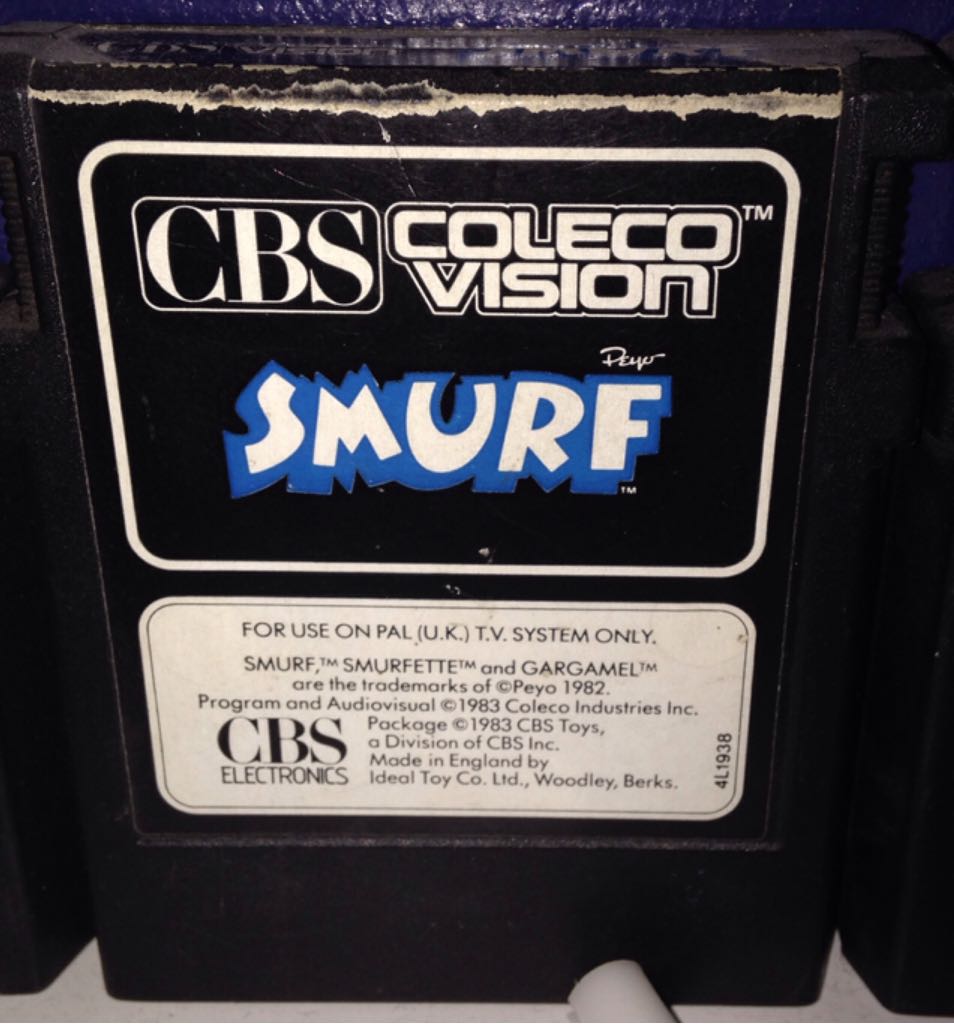 CBS COLECO VISION™
Peyo
SMURF™
FOR USE ON PAL (U.K.) T.V. SYSTEM ONLY.
SMURF,™ SMURFETTE™ and GARGAMEL™
are the trademarks of ©Peyo 1982.
Program and Audiovisual ©1983 Coleco Industries Inc.
Package ©1983 CBS Toys,
a Division of CBS Inc.
Made in England by
Ideal Toy Co. Ltd., Woodley, Berks.
CBS
ELECTRONICS
4L1938